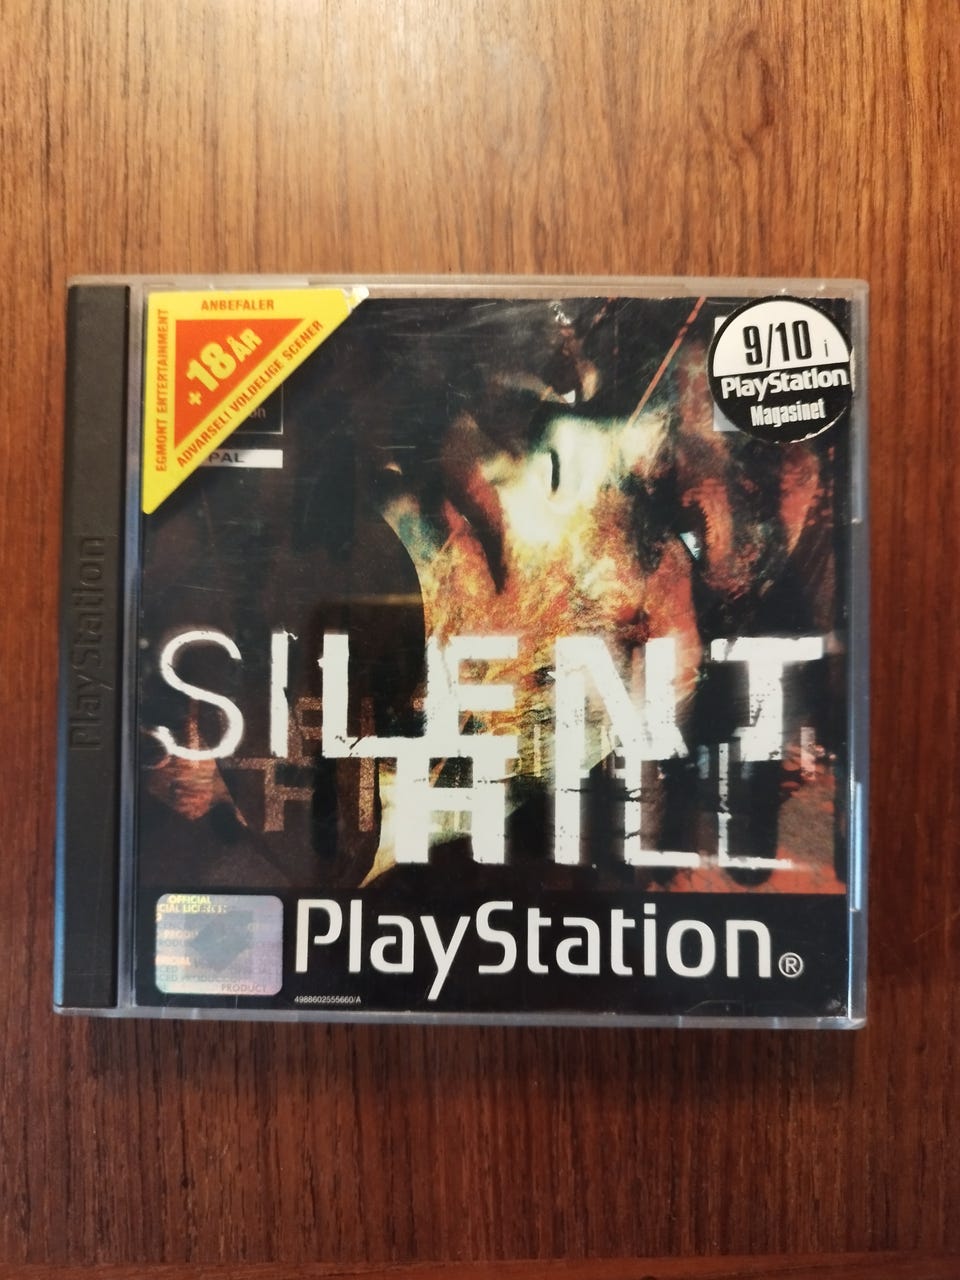 ANBEFALER
EGMONT ENTERTAINMENT
+ 18 ÅR
ADVARSEL! VOLDELIGE SCENER
9/10 i
PlayStation
Magasinet
PAL
PlayStation
SILENT
HILL
OFFICIAL
PRODUCT
PlayStation®
4988602555660/A